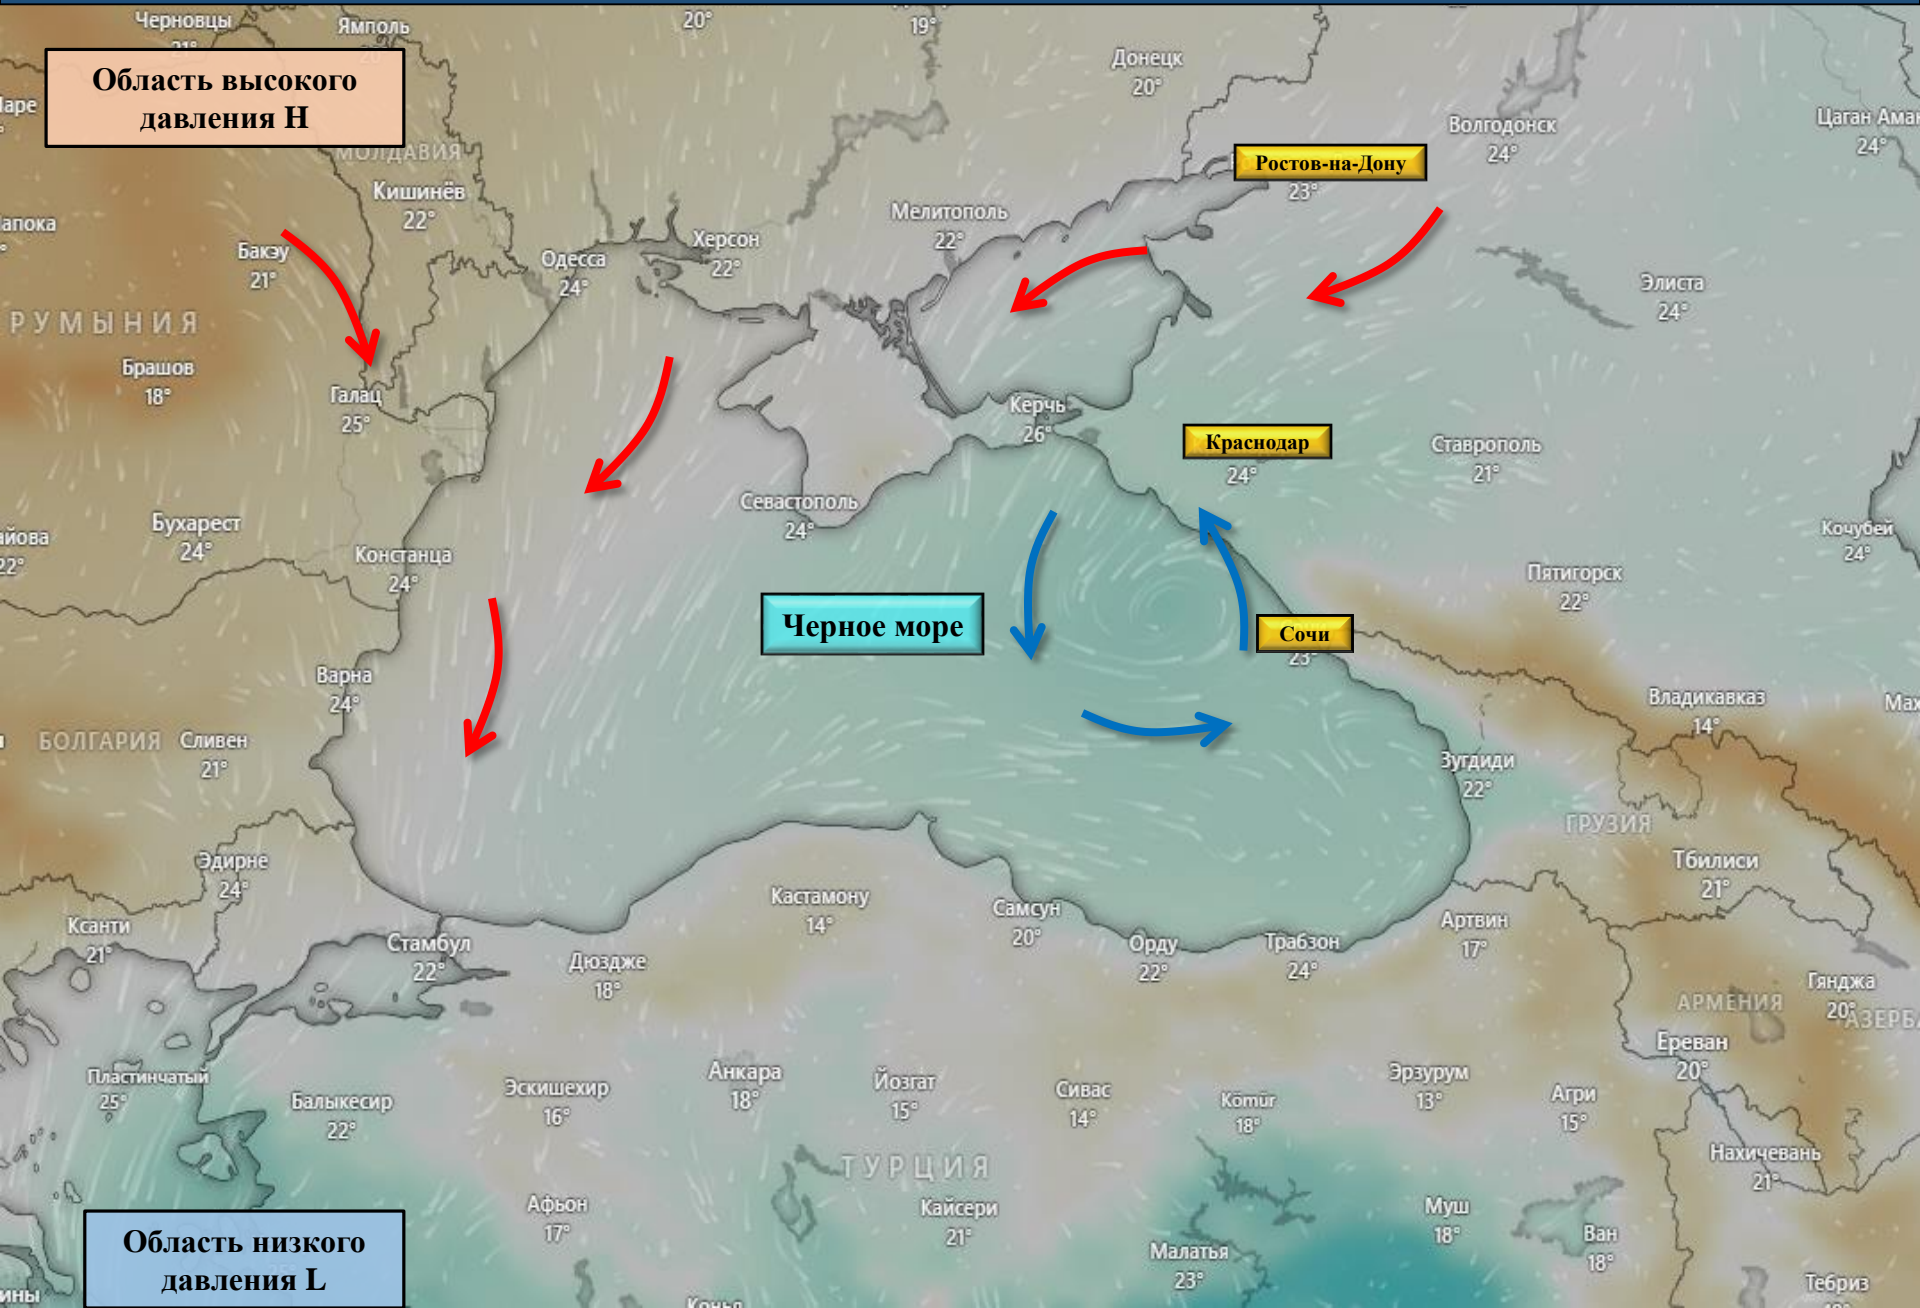 Черновцы
21°
Ямполь
20°
20°
19°
Область высокого
давления H
Донецк
20°
Волгодонск
24°
Цаган Аман
24°
Ростов-на-Дону
23°
МОЛДАВИЯ
Кишинёв
22°
Мелитополь
22°
Бакэу
21°
Одесса
24°
Херсон
22°
Элиста
24°
РУМЫНИЯ
Брашов
18°
Галац
25°
Керчь
26°
Краснодар
24°
Ставрополь
21°
Севастополь
24°
Бухарест
24°
Констанца
24°
22°
Кочубей
24°
Пятигорск
22°
Черное море
Сочи
23°
Варна
24°
Владикавказ
14°
БОЛГАРИЯ
Сливен
21°
Зугдиди
22°
ГРУЗИЯ
Эдирне
24°
Тбилиси
21°
Кастамону
14°
Самсун
20°
Ксанти
21°
Стамбул
22°
Дюздже
18°
Орду
22°
Трабзон
24°
Артвин
17°
Гянджа
20°
АРМЕНИЯ
АЗЕРБА
Ереван
20°
Пластинчатый
25°
Балыкесир
22°
Эскишехир
16°
Анкара
18°
Йозгат
15°
Сивас
14°
Kömür
18°
Эрзурум
13°
Агри
15°
Нахичевань
21°
ТУРЦИЯ
Афьон
17°
Кайсери
21°
Малатья
23°
Муш
18°
Ван
18°
Тебриз
Область низкого
давления L
Конья